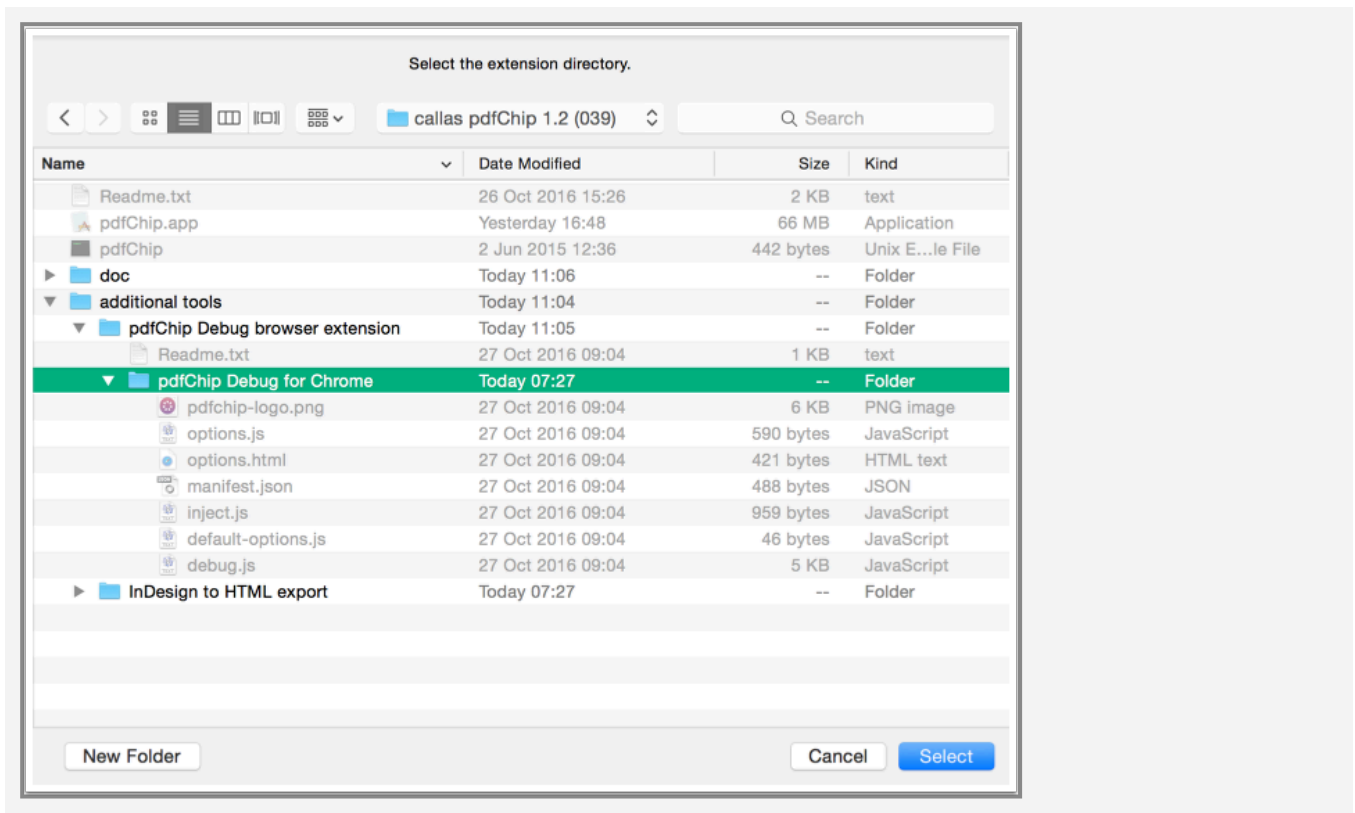 Select the extension directory.
callas pdfChip 1.2 (039) Search
Name Date Modified Size Kind
Readme.txt 26 Oct 2016 15:26 2 KB text
pdfChip.app Yesterday 16:48 66 MB Application
pdfChip 2 Jun 2015 12:36 442 bytes Unix E...le File
doc Today 11:06 -- Folder
additional tools Today 11:04 -- Folder
pdfChip Debug browser extension Today 11:05 -- Folder
Readme.txt 27 Oct 2016 09:04 1 KB text
pdfChip Debug for Chrome Today 07:27 -- Folder
pdfchip-logo.png 27 Oct 2016 09:04 6 KB PNG image
options.js 27 Oct 2016 09:04 590 bytes JavaScript
options.html 27 Oct 2016 09:04 421 bytes HTML text
manifest.json 27 Oct 2016 09:04 488 bytes JSON
inject.js 27 Oct 2016 09:04 959 bytes JavaScript
default-options.js 27 Oct 2016 09:04 46 bytes JavaScript
debug.js 27 Oct 2016 09:04 5 KB JavaScript
InDesign to HTML export Today 07:27 -- Folder
New Folder Cancel Select